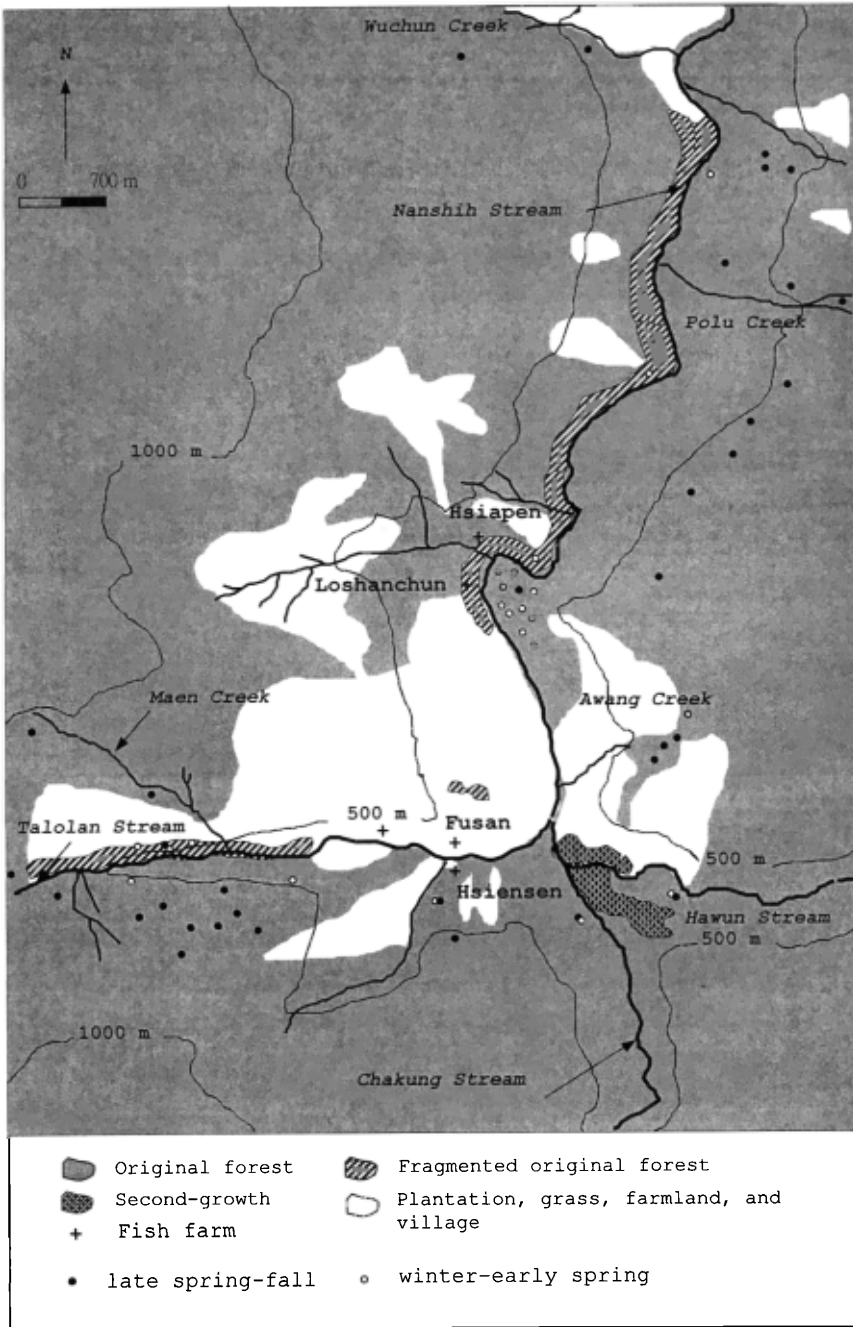 Wuchun Creek
N
0 700 m
Nanshih Stream
Polu Creek
1000 m
Hsiapen
Loshanchun
Maen Creek
Awang Creek
500 m
Talolan Stream
Fusan
500 m
Hsiensen
Hawun Stream
500 m
1000 m
Chakung Stream
Original forest
Fragmented original forest
Second-growth
Plantation, grass, farmland, and
village
+ Fish farm
late spring-fall
winter-early spring